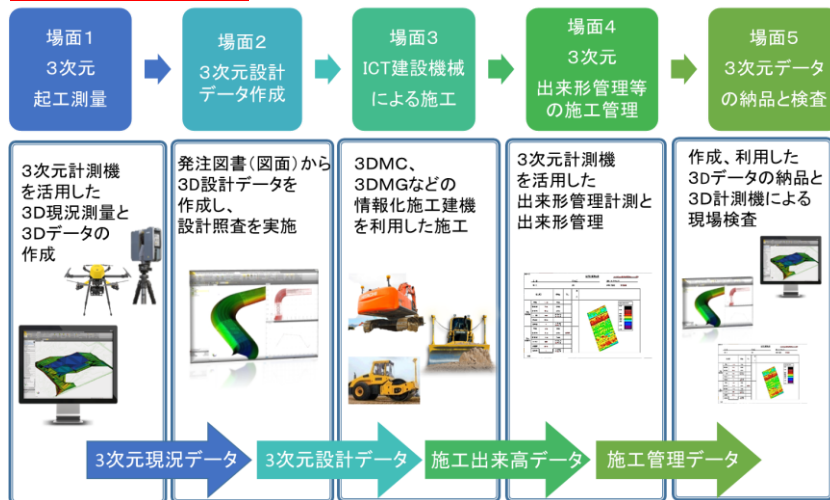 場面1
3次元
起工測量
場面2
3次元設計
データ作成
場面3
ICT建設機械
による施工
場面4
3次元
出来形管理等
の施工管理
場面5
3次元データ
の納品と検査
3次元計測機
を活用した
3D現況測量と
3Dデータの
作成
発注図書(図面)から
3D設計データを
作成し、
設計照査を実施
3DMC、
3DMGなどの
情報化施工建機
を利用した施工
3次元計測機
を活用した
出来形管理計測と
出来形管理
作成、利用した
3Dデータの納品と
3D計測機による
現場検査
3次元現況データ
3次元設計データ
施工出来高データ
施工管理データ